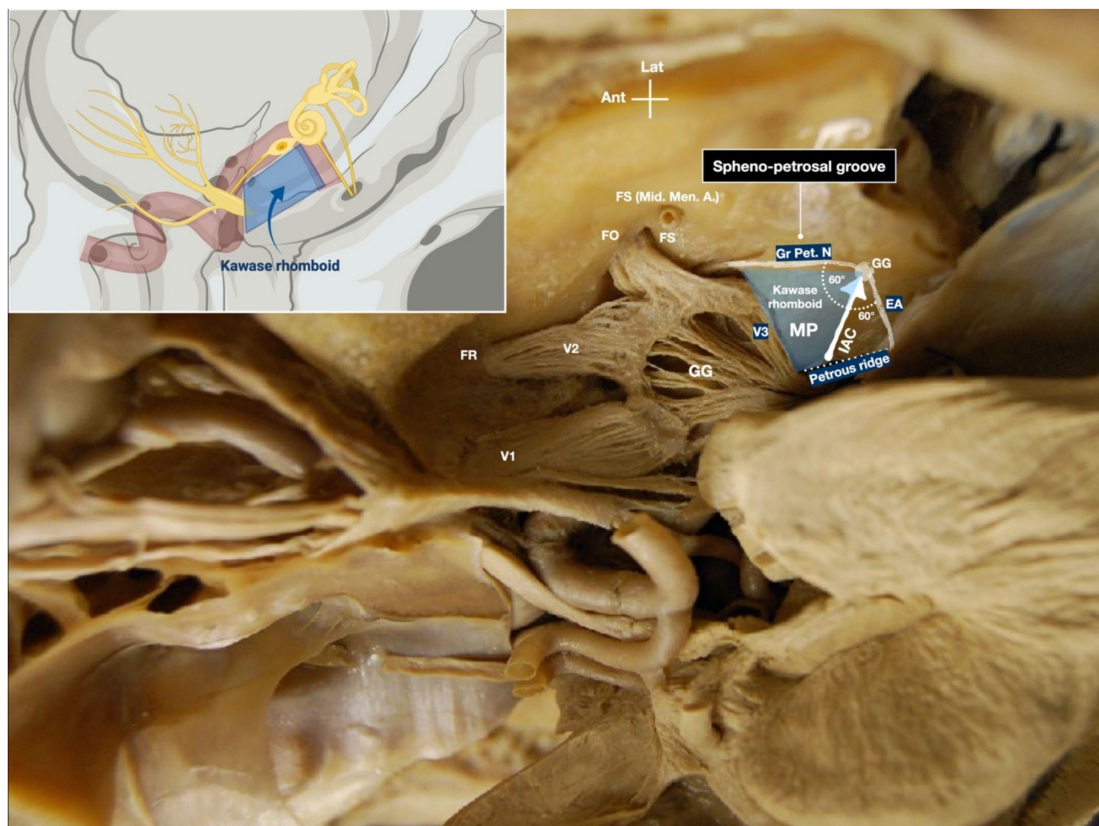 Lat
Ant
Spheno-petrosal groove
FS (Mid. Men. A.)
FO
FS
Gr Pet. N
GG
60°
Kawase
rhomboid
EA
60°
V3
MP
IAC
Petrous ridge
FR
V2
GG
V1
Kawase rhomboid